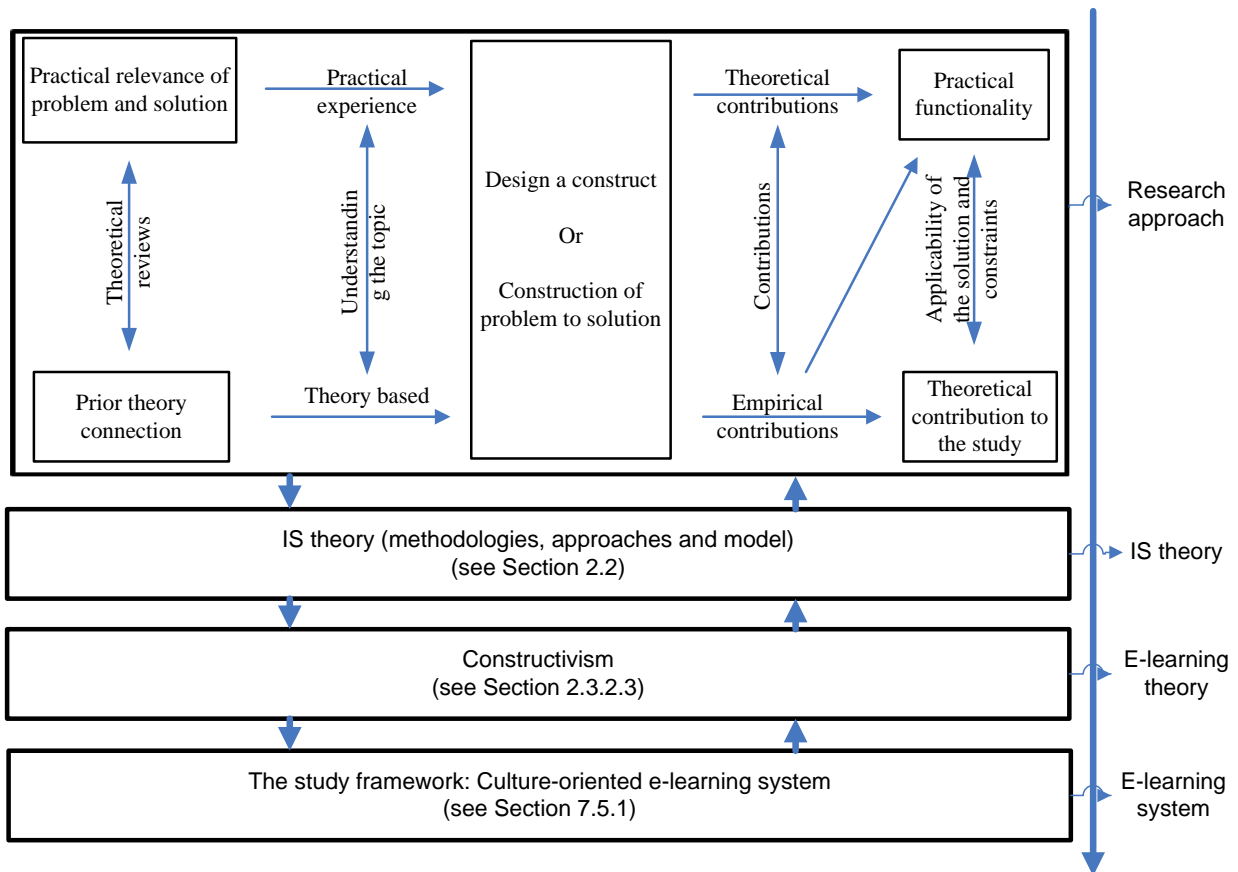 Practical relevance of
problem and solution
Theoretical
reviews
Prior theory
connection
Practical
experience
Understandin
g the topic
Theory based
Design a construct
Or
Construction of
problem to solution
Theoretical
contributions
Contributions
Empirical
contributions
Practical
functionality
Applicability of
the solution and
constraints
Theoretical
contribution to
the study
Research
approach
IS theory (methodologies, approaches and model)
(see Section 2.2)
IS theory
Constructivism
(see Section 2.3.2.3)
E-learning
theory
The study framework: Culture-oriented e-learning system
(see Section 7.5.1)
E-learning
system